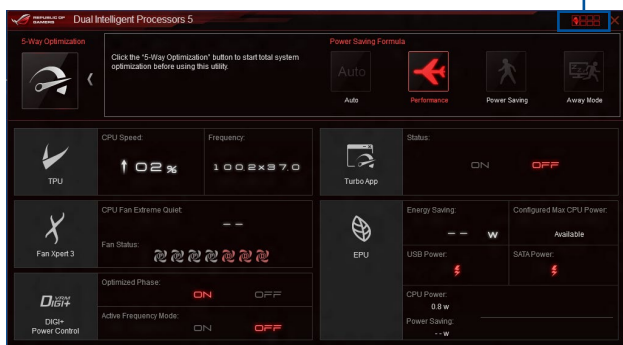 REPUBLIC OF
GAMERS
Dual Intelligent Processors 5
5-Way Optimization
Click the "5-Way Optimization" button to start total system
optimization before using this utility.
Power Saving Formula
Auto
Auto
Performance
Power Saving
Away Mode
TPU
CPU Speed:
02 %
Frequency:
100.2x37.0
Turbo App
Status:
ON OFF
Fan Xpert 3
CPU Fan Extreme Quiet:
--
Fan Status:
EPU
Energy Saving:
-- w
Configured Max CPU Power:
Available
USB Power:
SATA Power:
CPU Power:
0.8 w
Power Saving:
-- w
DIGI+ VRM
DIGI+
Power Control
Optimized Phase:
ON OFF
Active Frequency Mode:
ON OFF